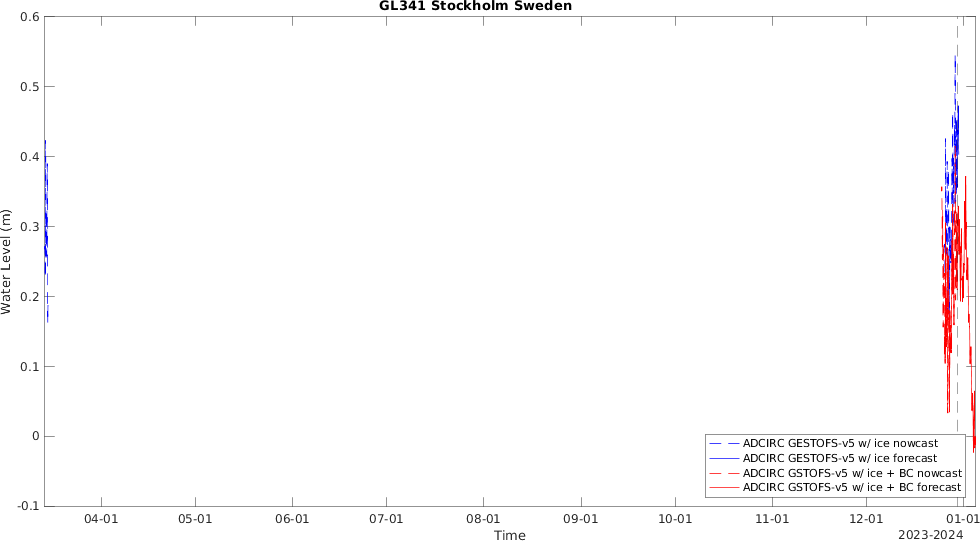 GL341 Stockholm Sweden
0.6
0.5
0.4
0.3
0.2
0.1
0
-0.1
Water Level (m)
04-01 05-01 06-01 07-01 08-01 09-01 10-01 11-01 12-01 01-01
Time
2023-2024
ADCIRC GESTOFS-v5 w/ ice nowcast
ADCIRC GESTOFS-v5 w/ ice forecast
ADCIRC GSTOFS-v5 w/ ice + BC nowcast
ADCIRC GSTOFS-v5 w/ ice + BC forecast